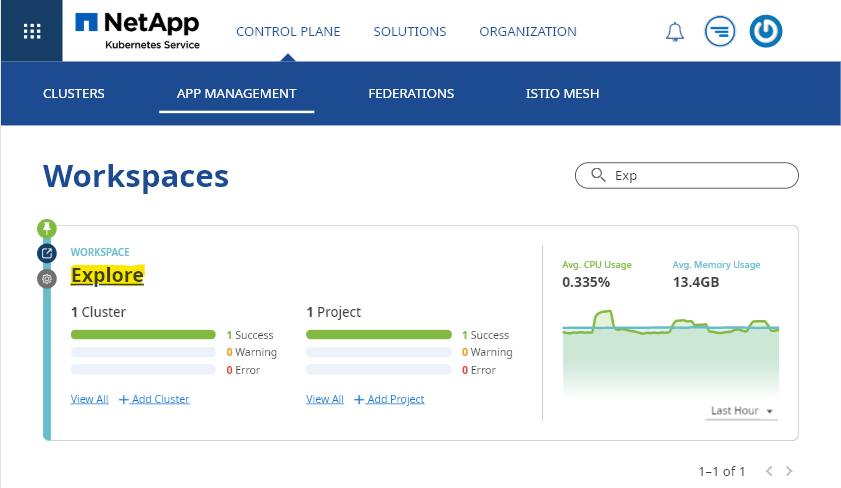 NetApp
Kubernetes Service
CONTROL PLANE SOLUTIONS ORGANIZATION
CLUSTERS APP MANAGEMENT FEDERATIONS ISTIO MESH
Workspaces
Exp
WORKSPACE
Explore
Avg. CPU Usage Avg. Memory Usage
0.335% 13.4GB
1 Cluster 1 Project
1 Success 1 Success
0 Warning 0 Warning
0 Error 0 Error
View All + Add Cluster View All + Add Project
Last Hour
1–1 of 1